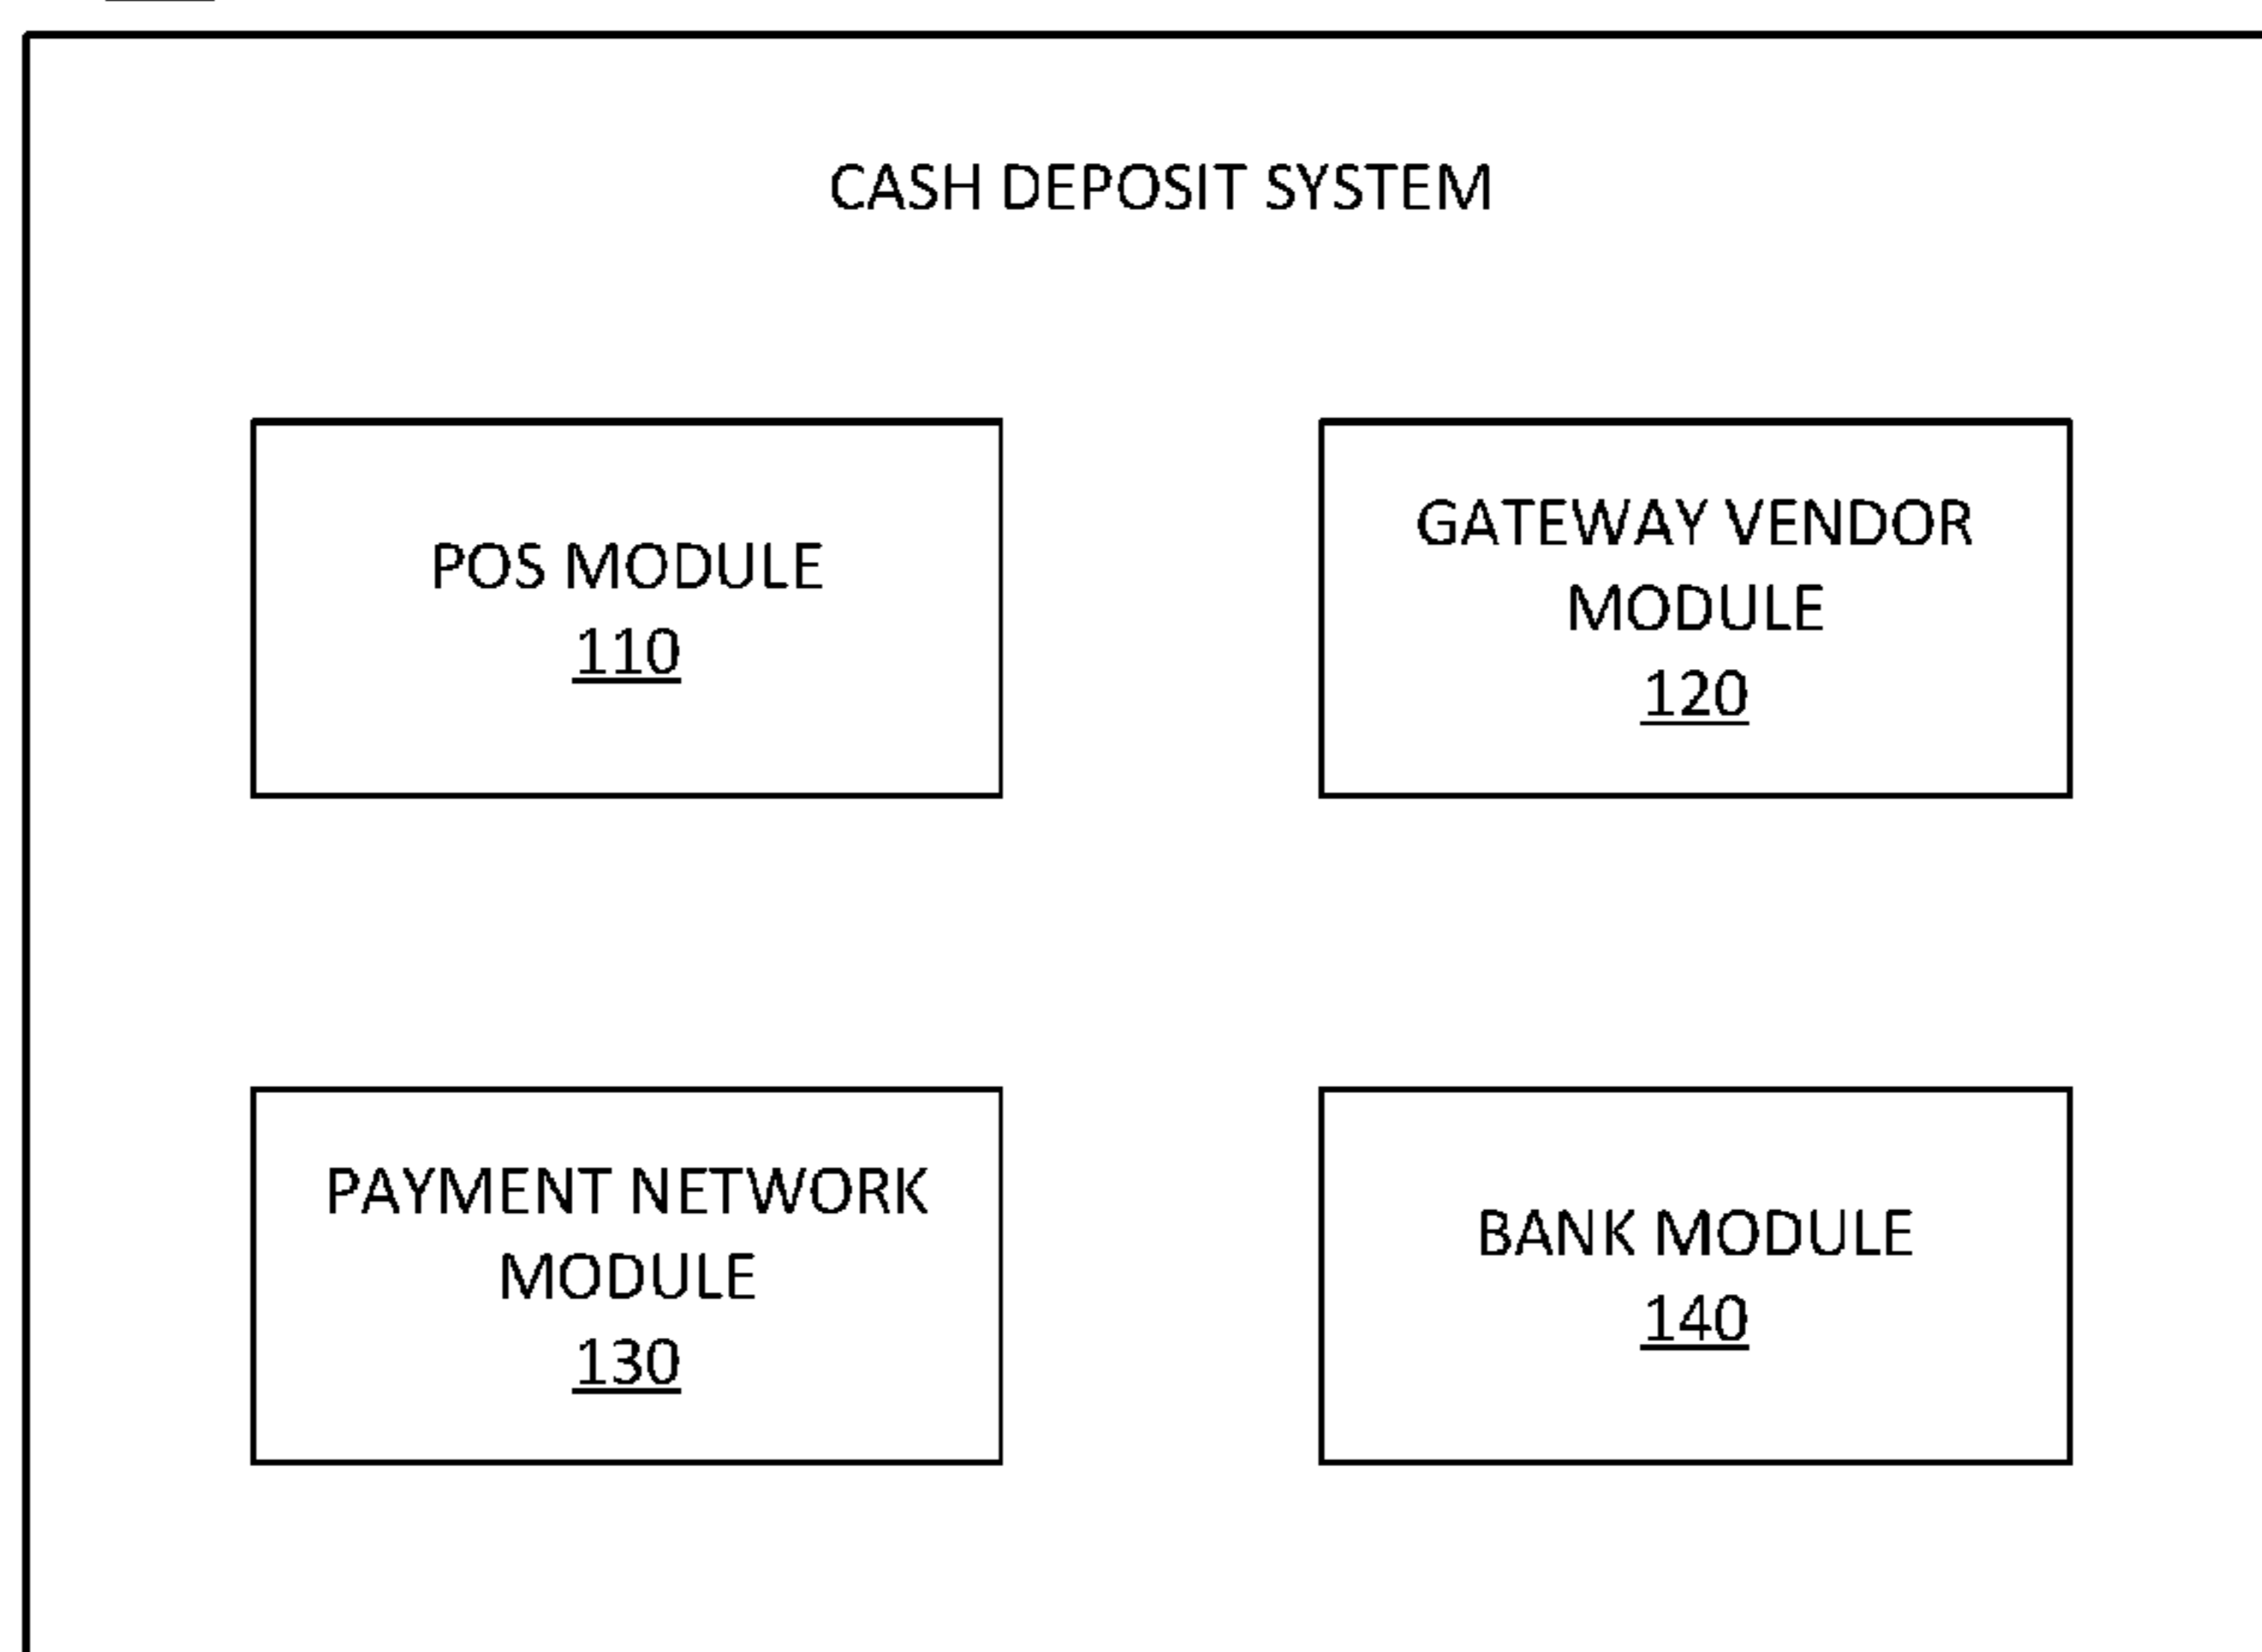 CASH DEPOSIT SYSTEM
POS MODULE
110
GATEWAY VENDOR
MODULE
120
PAYMENT NETWORK
MODULE
130
BANK MODULE
140